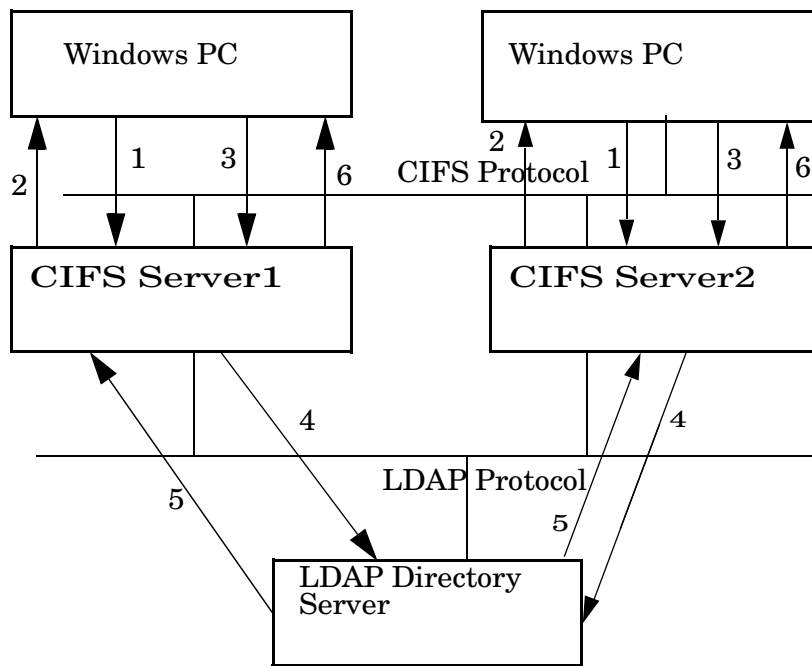 Windows PC
Windows PC
2
1
3
6
2
1
3
6
CIFS Protocol
CIFS Server1
CIFS Server2
4
4
LDAP Protocol
5
5
LDAP Directory
Server